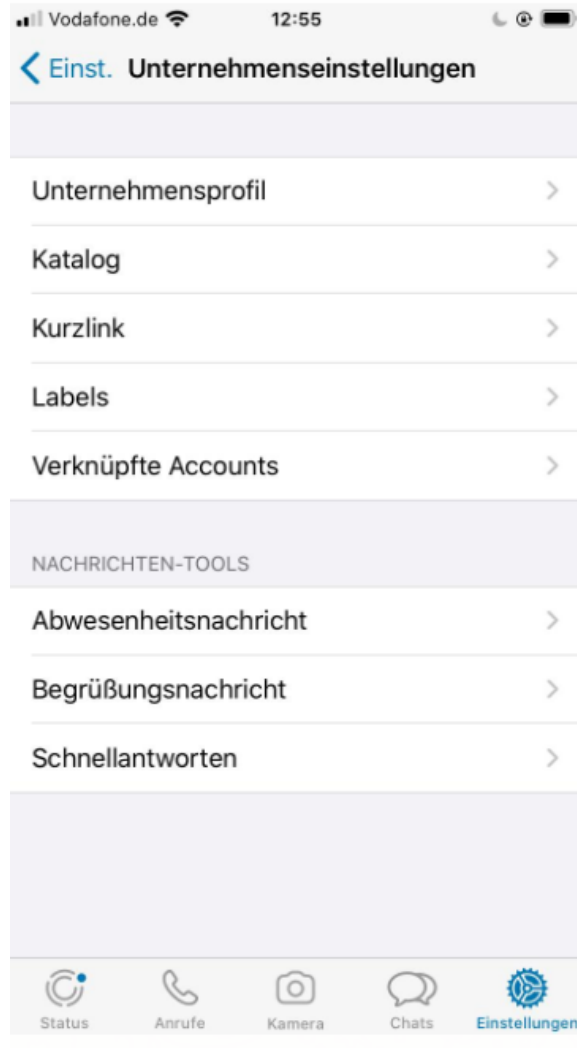 Vodafone.de 12:55
Einst. Unternehmenseinstellungen
Unternehmensprofil
Katalog
Kurzlink
Labels
Verknüpfte Accounts
NACHRICHTEN-TOOLS
Abwesenheitsnachricht
Begrüßungsnachricht
Schnellantworten
Status Anrufe Kamera Chats Einstellungen